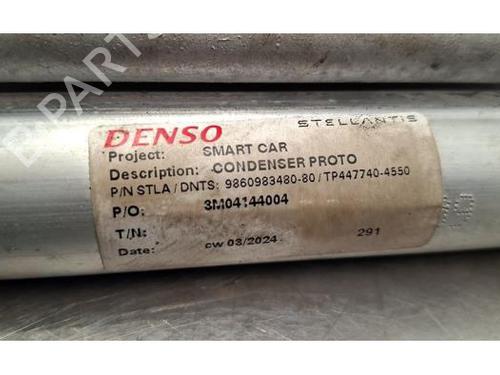 B-PARTS
DENSO
STELLANTIS
Project: SMART CAR
Description: CONDENSER PROTO
P/N STLA / DNTS: 9860983480-80 / TP447740-4550
P/O: 3M04144004
T/N:
Date: cw 03/2024 291